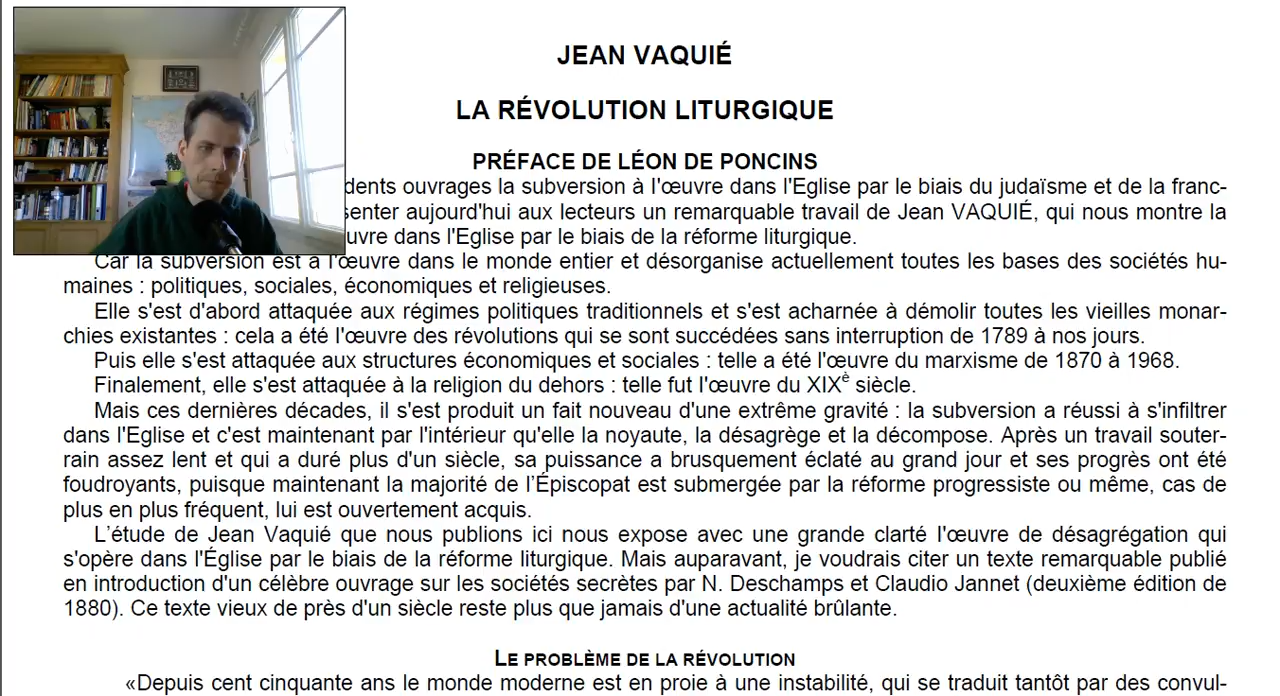 JEAN VAQUIÉ
LA RÉVOLUTION LITURGIQUE
PRÉFACE DE LÉON DE PONCINS
dents ouvrages la subversion à l'œuvre dans l'Eglise par le biais du judaïsme et de la franc-
senter aujourd'hui aux lecteurs un remarquable travail de Jean VAQUIÉ, qui nous montre la
uvre dans l'Eglise par le biais de la réforme liturgique.
Car la subversion est à l'œuvre dans le monde entier et désorganise actuellement toutes les bases des sociétés hu-
maines : politiques, sociales, économiques et religieuses.
Elle s'est d'abord attaquée aux régimes politiques traditionnels et s'est acharnée à démolir toutes les vieilles monar-
chies existantes : cela a été l'œuvre des révolutions qui se sont succédées sans interruption de 1789 à nos jours.
Puis elle s'est attaquée aux structures économiques et sociales : telle a été l'œuvre du marxisme de 1870 à 1968.
Finalement, elle s'est attaquée à la religion du dehors : telle fut l'œuvre du XIXè siècle.
Mais ces dernières décades, il s'est produit un fait nouveau d'une extrême gravité : la subversion a réussi à s'infiltrer
dans l'Eglise et c'est maintenant par l'intérieur qu'elle la noyaute, la désagrège et la décompose. Après un travail souter-
rain assez lent et qui a duré plus d'un siècle, sa puissance a brusquement éclaté au grand jour et ses progrès ont été
foudroyants, puisque maintenant la majorité de l'Épiscopat est submergée par la réforme progressiste ou même, cas de
plus en plus fréquent, lui est ouvertement acquis.
L'étude de Jean Vaquié que nous publions ici nous expose avec une grande clarté l'œuvre de désagrégation qui
s'opère dans l'Église par le biais de la réforme liturgique. Mais auparavant, je voudrais citer un texte remarquable publié
en introduction d'un célèbre ouvrage sur les sociétés secrètes par N. Deschamps et Claudio Jannet (deuxième édition de
1880). Ce texte vieux de près d'un siècle reste plus que jamais d'une actualité brûlante.
LE PROBLÈME DE LA RÉVOLUTION
«Depuis cent cinquante ans le monde moderne est en proie à une instabilité, qui se traduit tantôt par des convul-